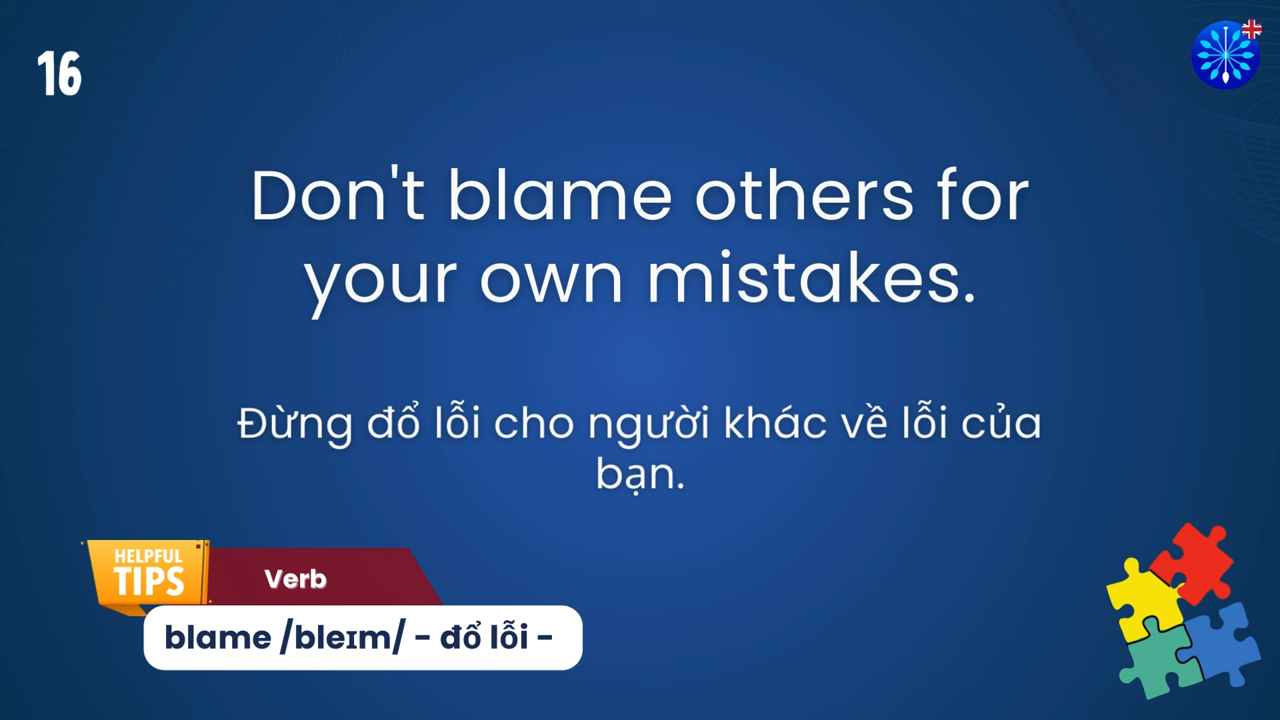 16
Don't blame others for
your own mistakes.
Đừng đổ lỗi cho người khác về lỗi của
bạn.
HELPFUL
TIPS
Verb
blame /bleɪm/ - đổ lỗi -